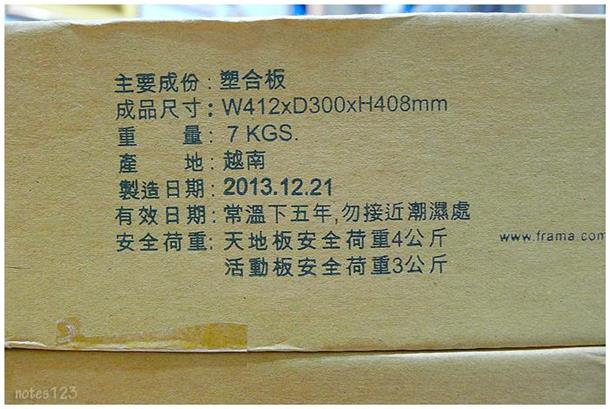 主要成份：塑合板
成品尺寸：W412xD300xH408mm
重　　量：7 KGS.
產　　地：越南
製造日期：2013.12.21
有效日期：常溫下五年,勿接近潮濕處
安全荷重：天地板安全荷重4公斤
活動板安全荷重3公斤
www.frama.com
notes123